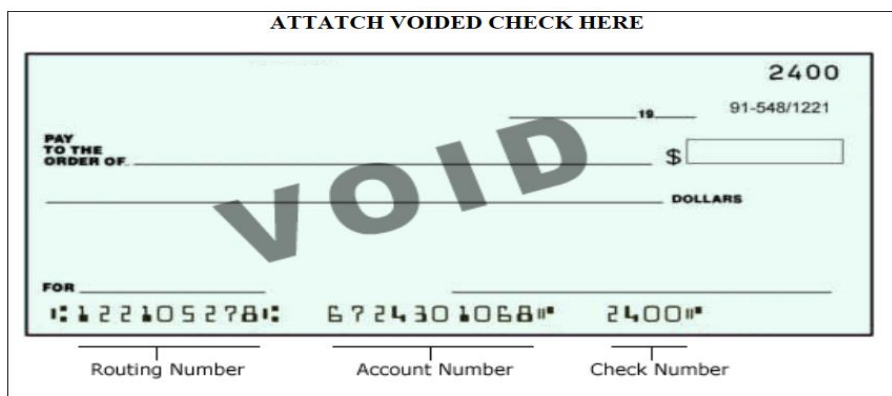 ATTATCH VOIDED CHECK HERE
2400
19 91-548/1221
PAY
TO THE
ORDER OF $
DOLLARS
VOID
FOR
⑆122105278⑆ 6724301068⑈ 2400⑈
Routing Number Account Number Check Number